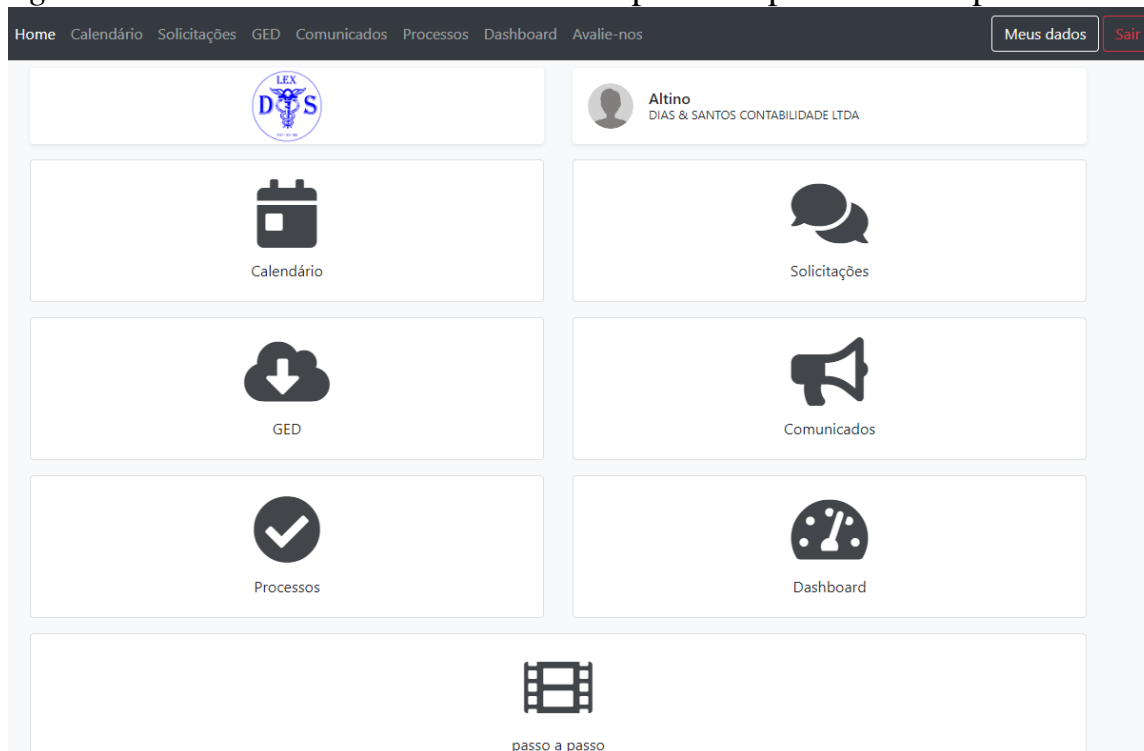 Home Calendário Solicitações GED Comunicados Processos Dashboard Avalie-nos Meus dados Sair
LEX
D S
Altino
DIAS & SANTOS CONTABILIDADE LTDA
Calendário
Solicitações
GED
Comunicados
Processos
Dashboard
passo a passo